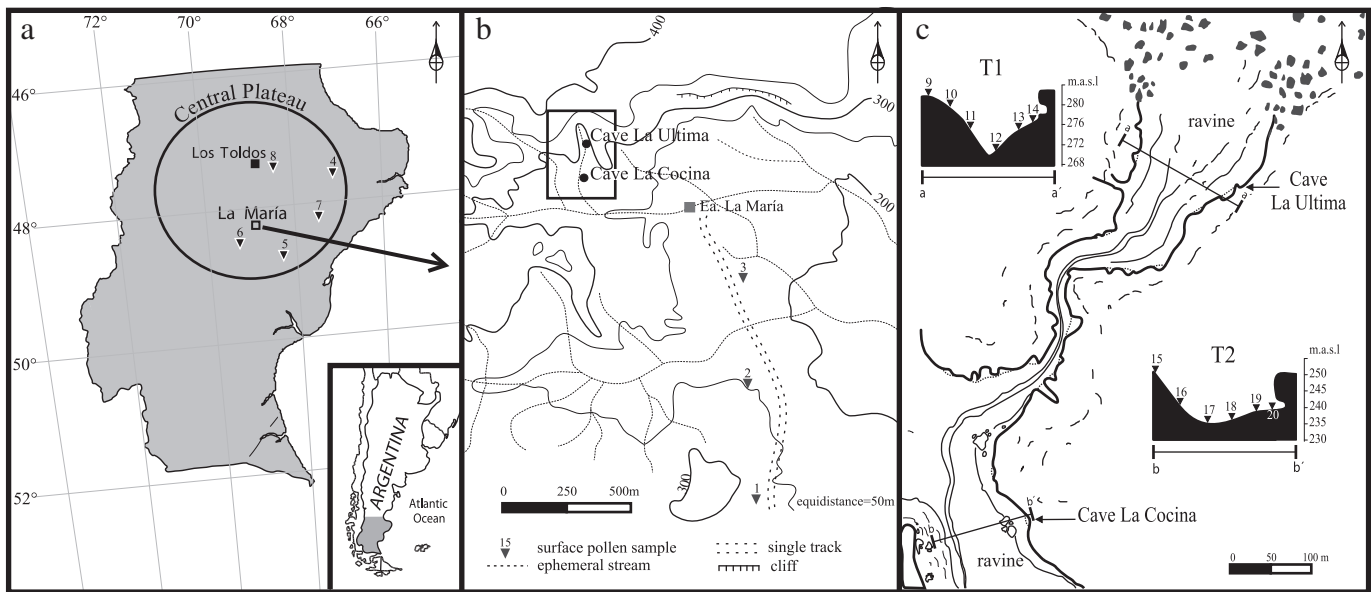 a
72°
70°
68°
66°
46°
48°
50°
52°
Central Plateau
Los Toldos
8
4
La María
7
6
5
ARGENTINA
Atlantic
Ocean
b
400
300
200
Cave La Ultima
Cave La Cocina
Ea. La María
3
2
1
300
equidistance=50m
0 250 500m
15 surface pollen sample
ephemeral stream
single track
cliff
c
T1
m.a.s.l
9
10
11
12
13
14
280
276
272
268
a a´
ravine
a
a´
Cave
La Ultima
T2
m.a.s.l
15
16
17
18
19
20
250
245
240
235
230
b b´
b
b´
Cave La Cocina
ravine
0 50 100 m